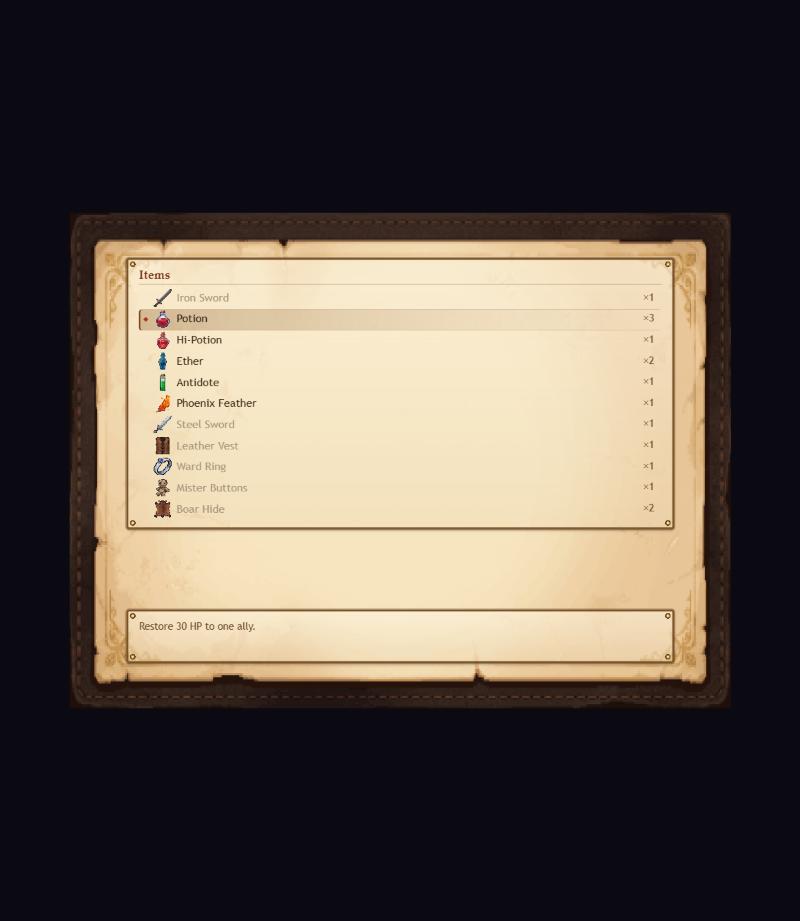 Items
Iron Sword ×1
Potion ×3
Hi-Potion ×1
Ether ×2
Antidote ×1
Phoenix Feather ×1
Steel Sword ×1
Leather Vest ×1
Ward Ring ×1
Mister Buttons ×1
Boar Hide ×2
Restore 30 HP to one ally.